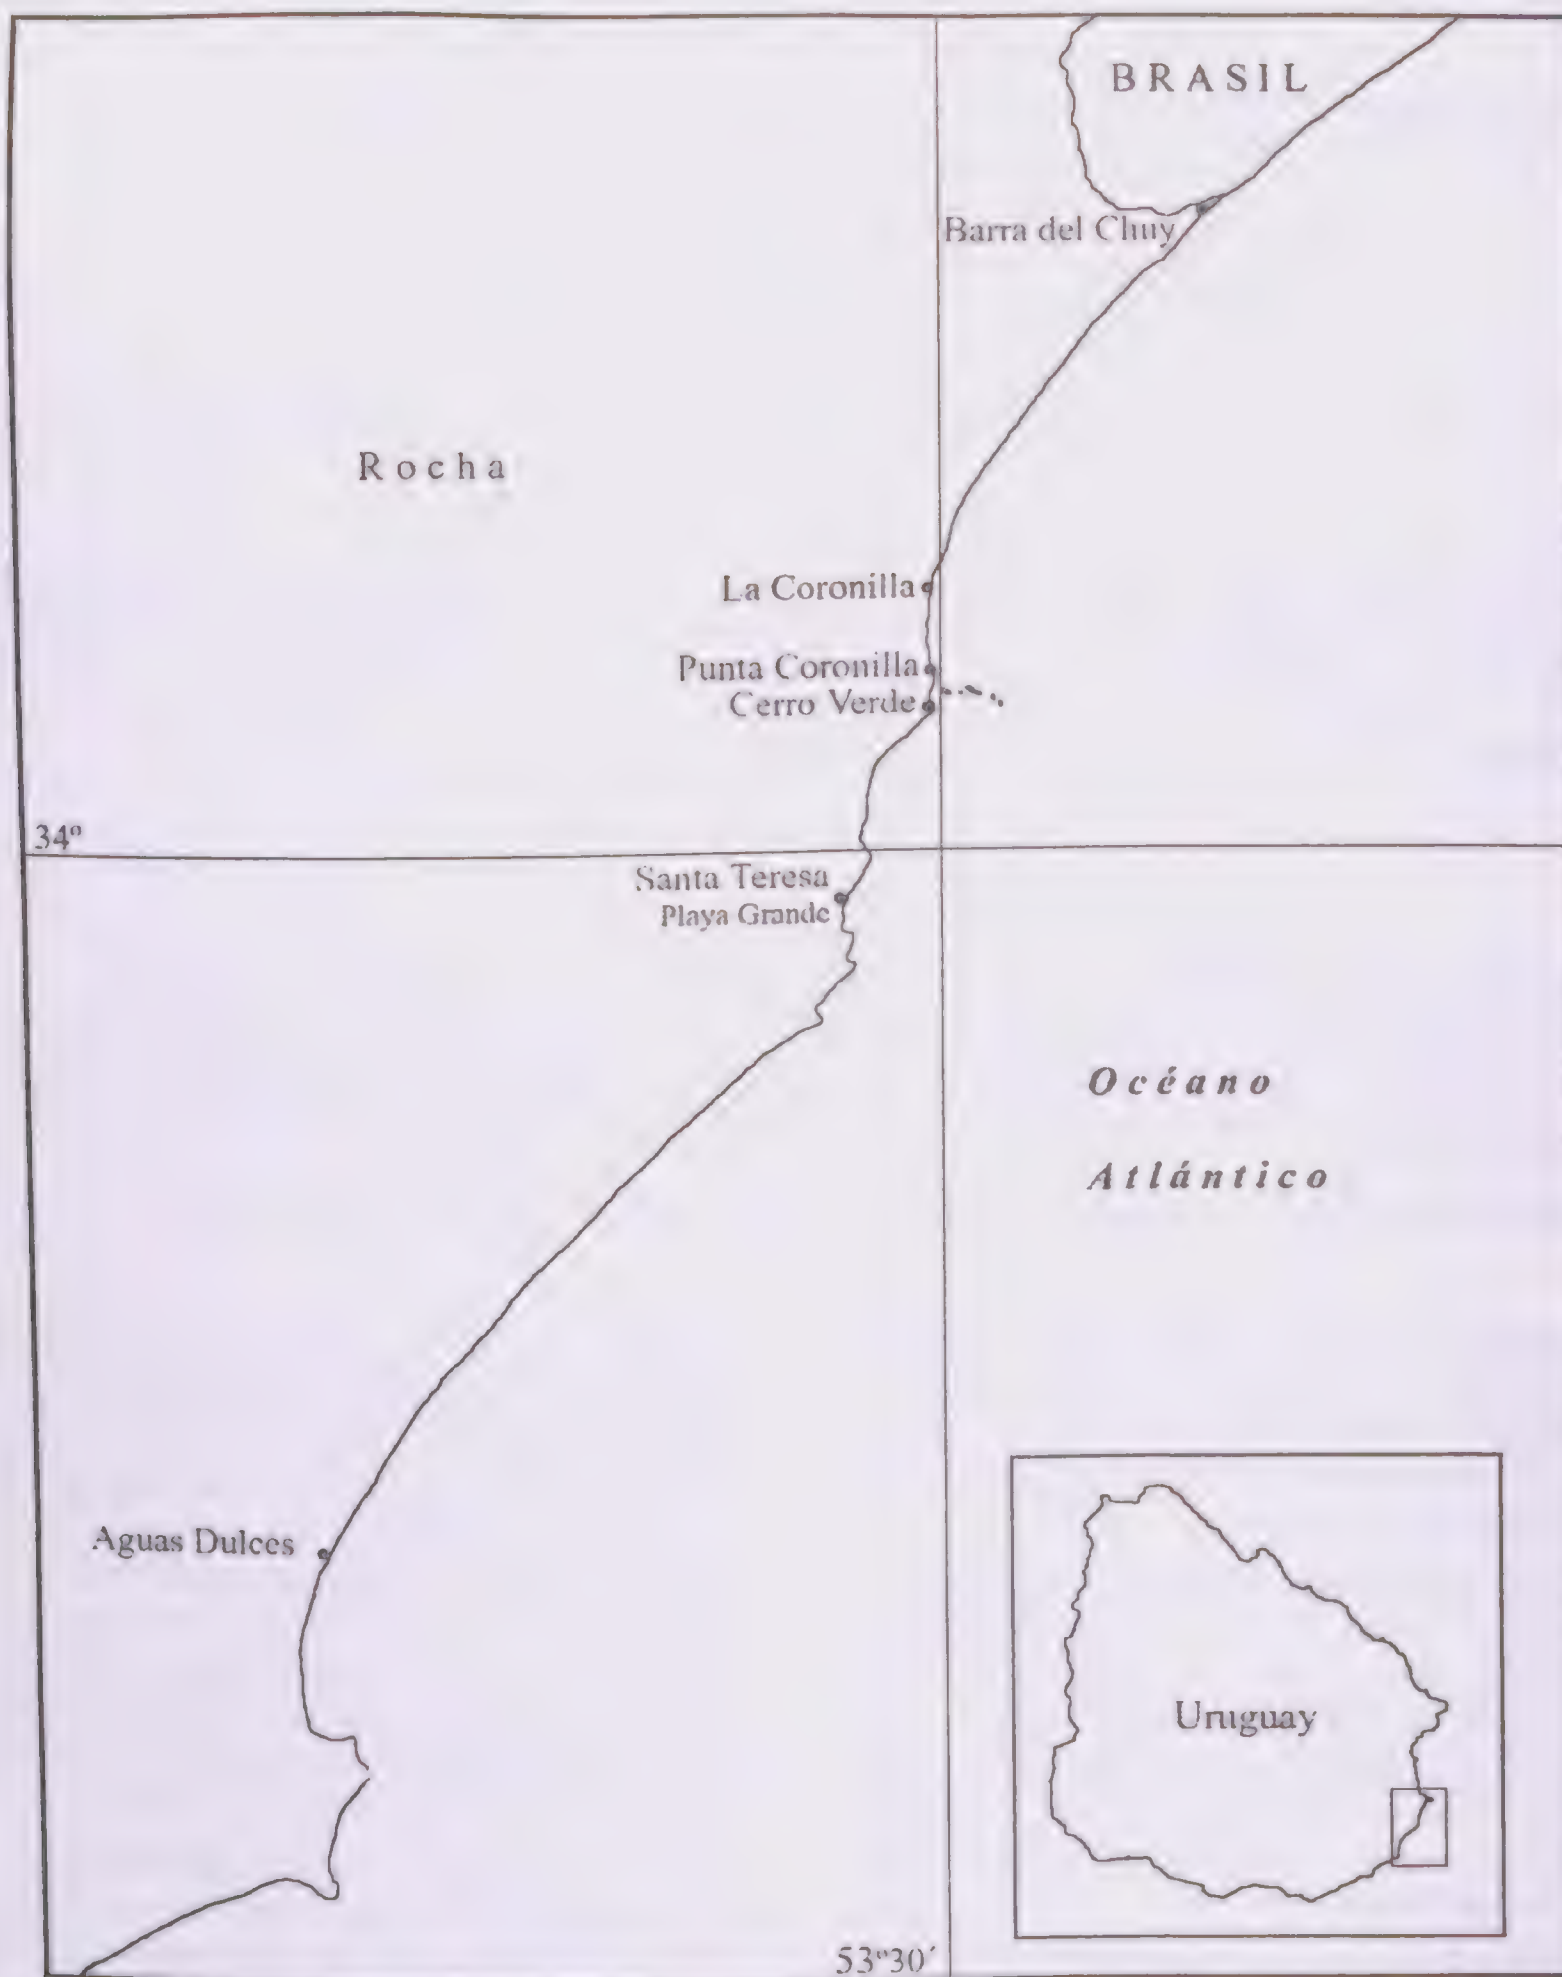 BRASIL
Barra del Chuy
Rocha
La Coronilla
Punta Coronilla
Cerro Verde
34º
Santa Teresa
Playa Grande
Océano
Atlántico
Aguas Dulces
Uruguay
53º30´